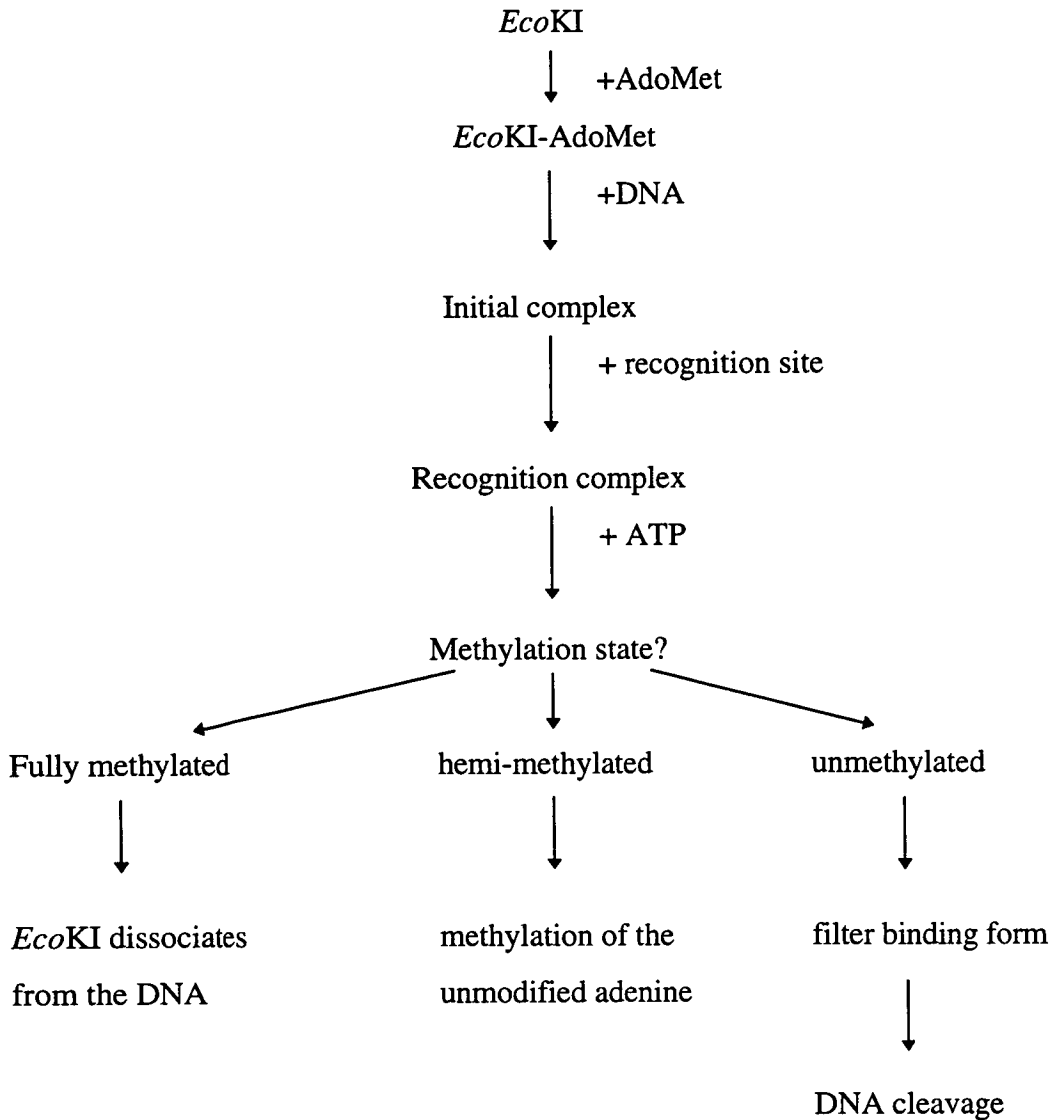 EcoKI
+AdoMet
EcoKI-AdoMet
+DNA
Initial complex
+ recognition site
Recognition complex
+ ATP
Methylation state?
Fully methylated
hemi-methylated
unmethylated
EcoKI dissociates
from the DNA
methylation of the
unmodified adenine
filter binding form
DNA cleavage